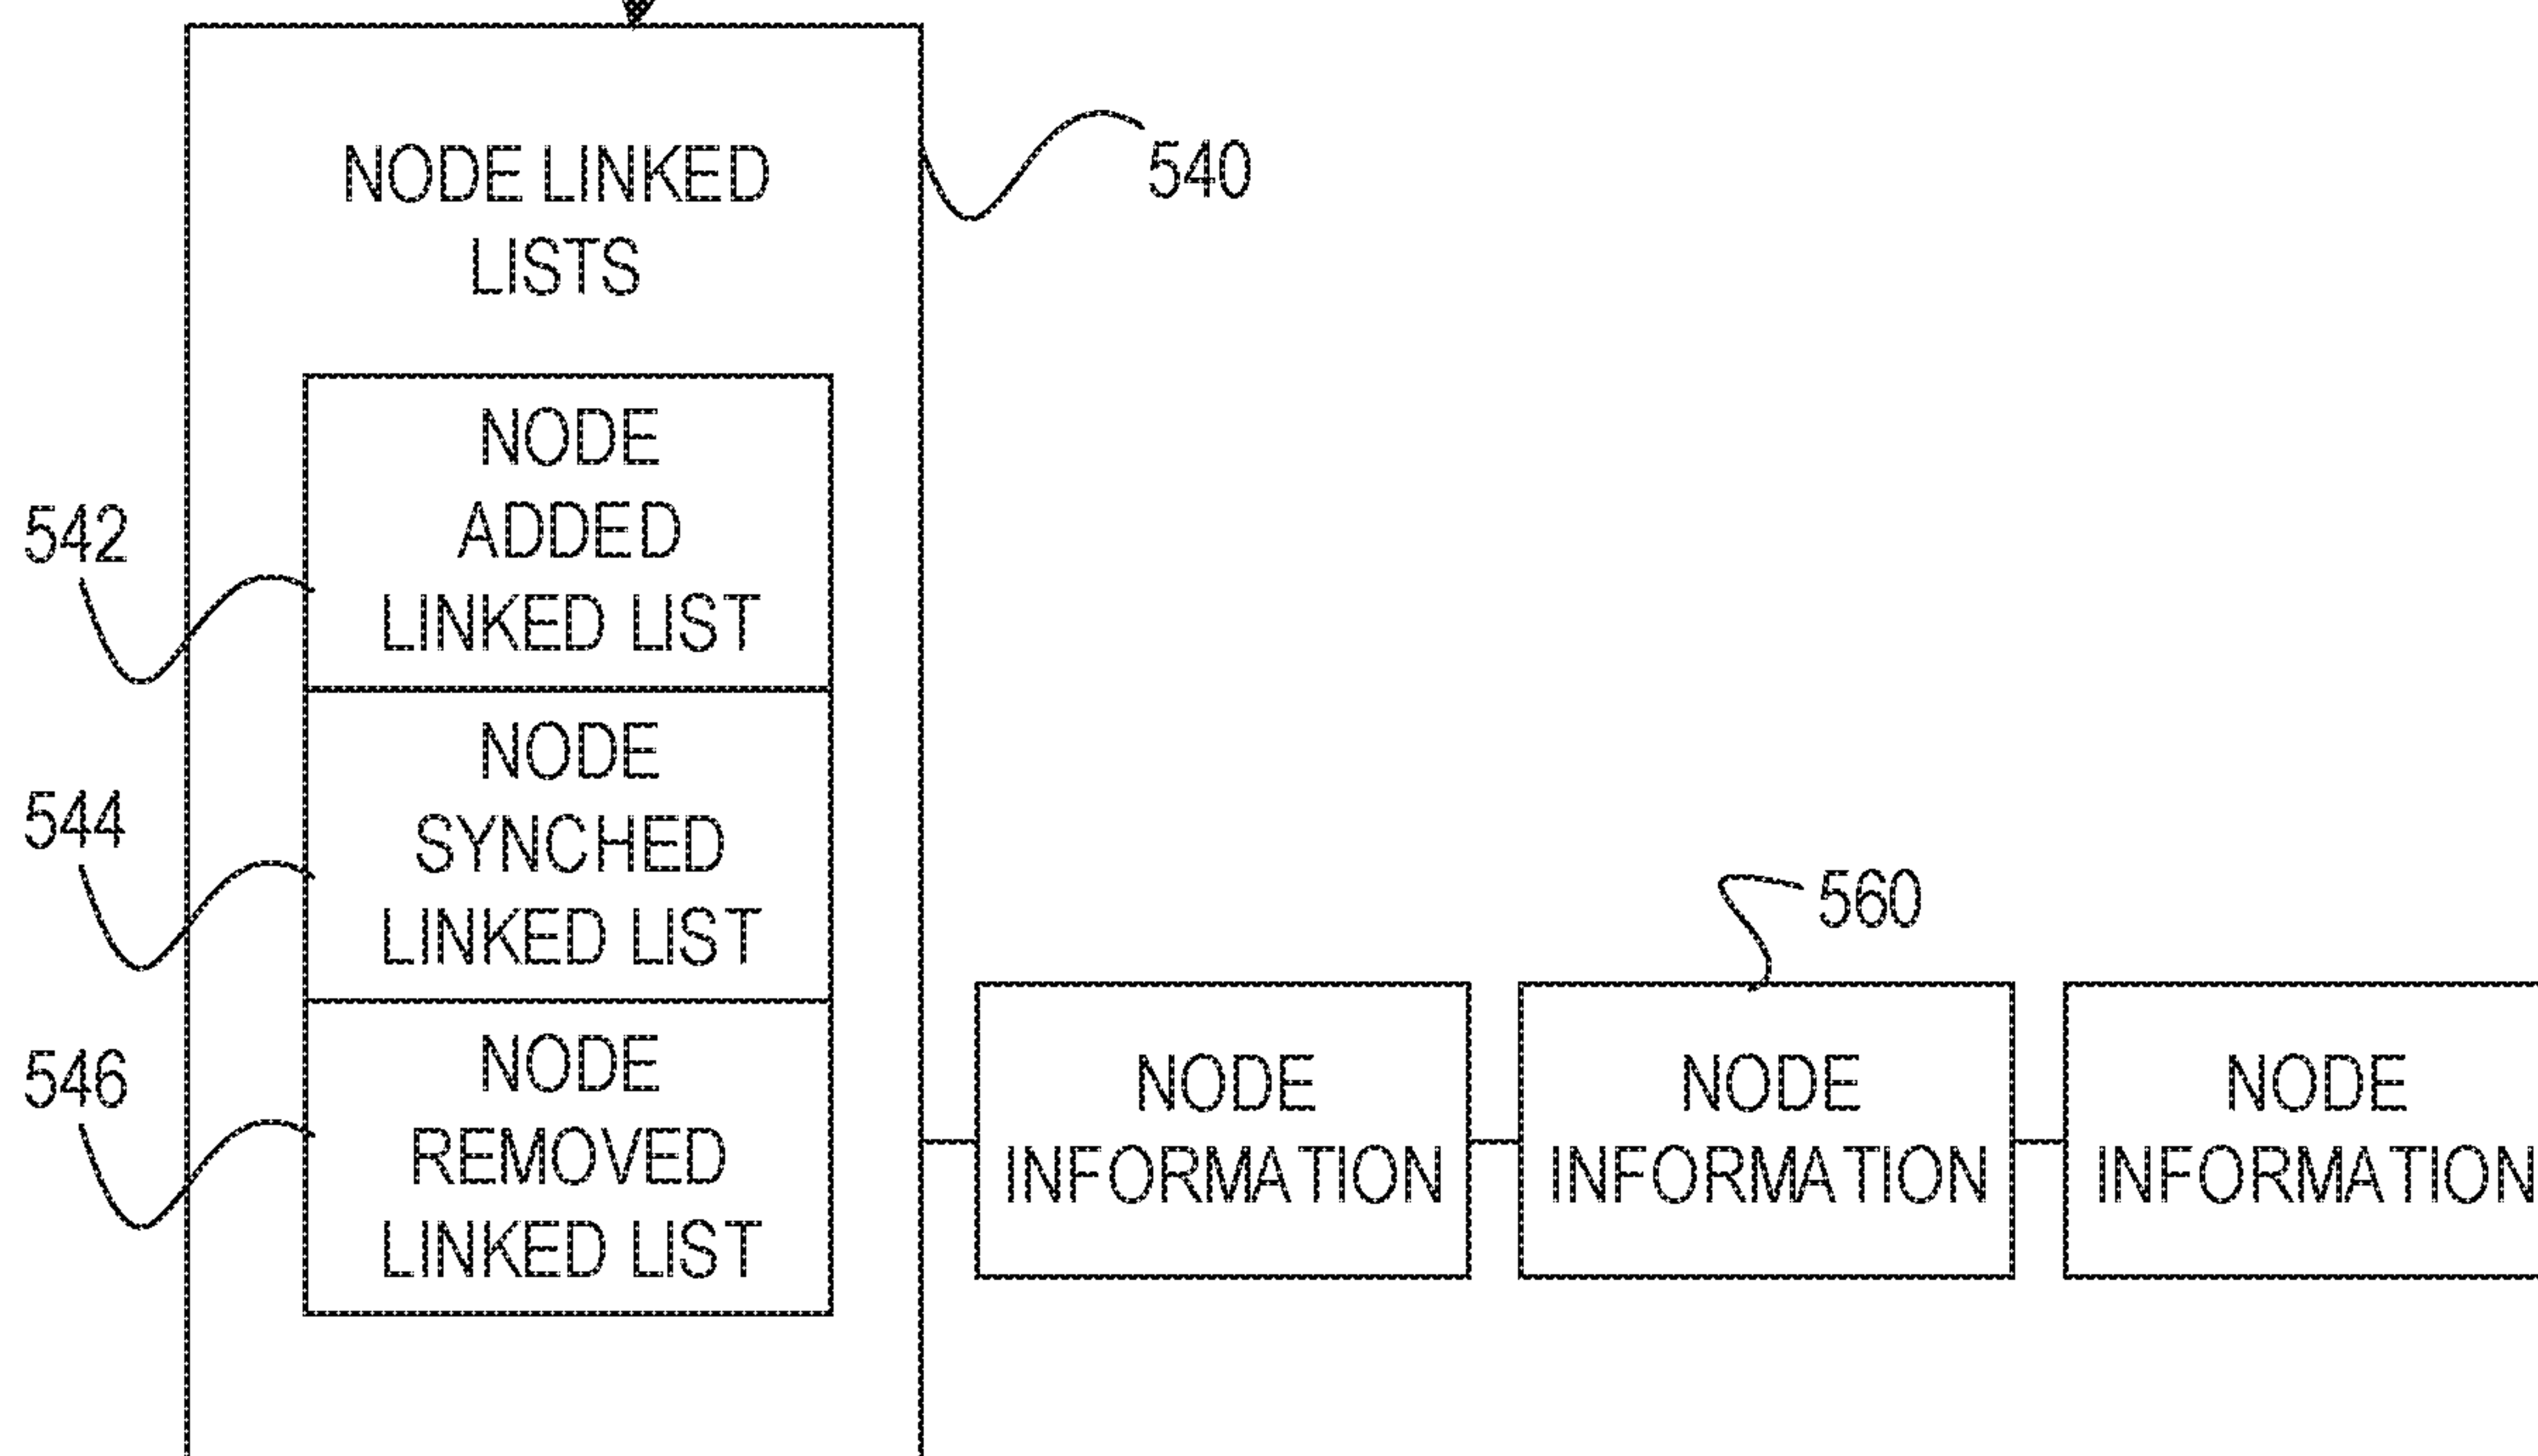 NODE LINKED
LISTS
540
NODE
ADDED
LINKED LIST
542
NODE
SYNCHED
LINKED LIST
544
NODE
REMOVED
LINKED LIST
546
560
NODE
INFORMATION
NODE
INFORMATION
NODE
INFORMATION